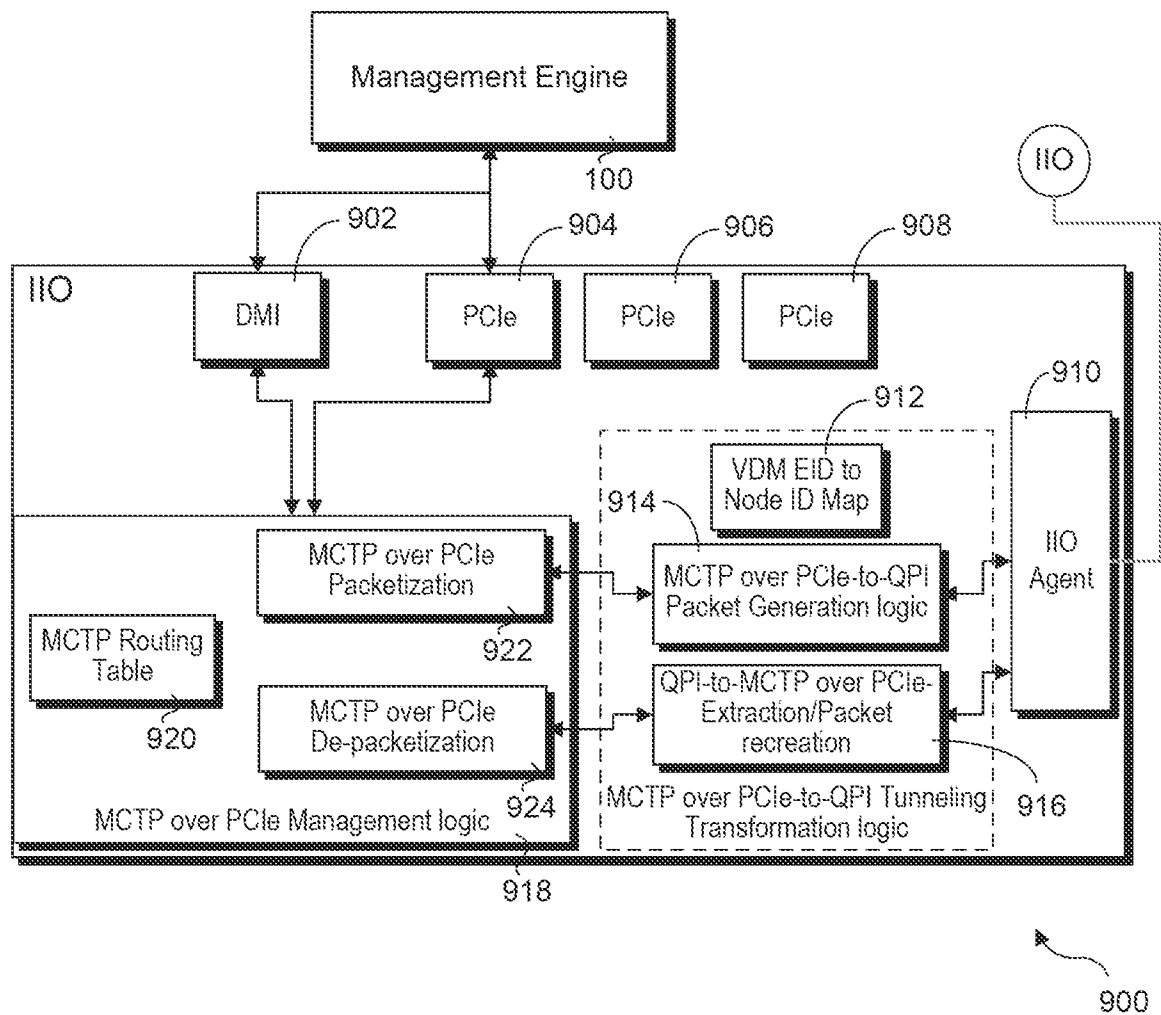 Management Engine
100
IIO
902
904
906
908
IIO
DMI
PCIe
PCIe
PCIe
910
912
VDM EID to
Node ID Map
914
MCTP over PCIe
Packetization
922
MCTP over PCIe-to-QPI
Packet Generation logic
IIO
Agent
MCTP Routing
Table
920
MCTP over PCIe
De-packetization
924
QPI-to-MCTP over PCIe-
Extraction/Packet
recreation
916
MCTP over PCIe Management logic
918
MCTP over PCIe-to-QPI Tunneling
Transformation logic
900